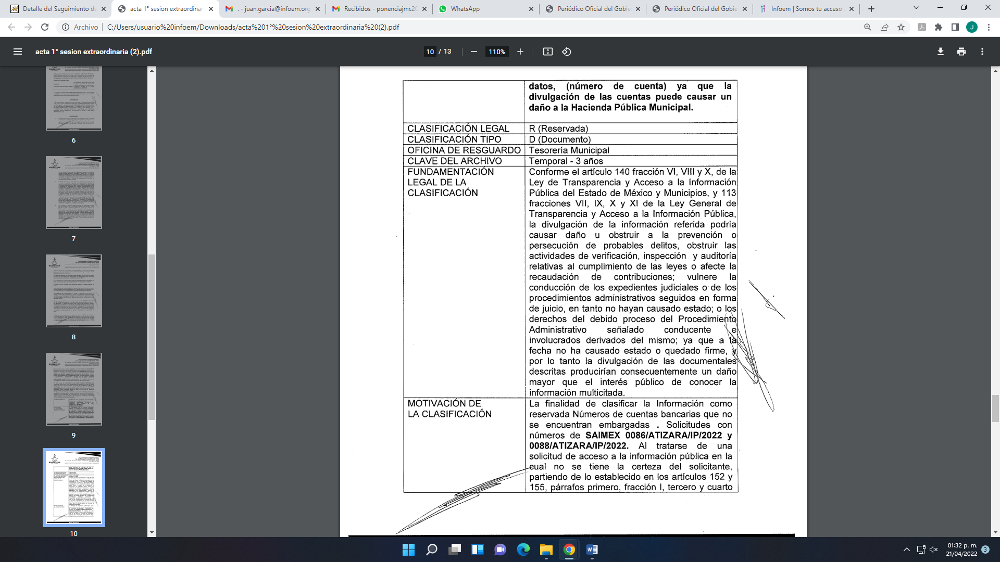 Detalle del Seguimiento de
acta 1° sesion extraordinar
. - juan.garcia@infoem.org
Recibidos - ponenciajmc20
WhatsApp
Periódico Oficial del Gobie
Periódico Oficial del Gobie
Infoem | Somos tu acceso
Archivo
C:/Users/usuario%20infoem/Downloads/acta%201°%20sesion%20extraordinaria%20(2).pdf
J
acta 1° sesion extraordinaria (2).pdf
10 / 13
110%
6
7
8
9
10
datos, (número de cuenta) ya que la
divulgación de las cuentas puede causar un
daño a la Hacienda Pública Municipal.
CLASIFICACIÓN LEGAL R (Reservada)
CLASIFICACIÓN TIPO D (Documento)
OFICINA DE RESGUARDO Tesorería Municipal
CLAVE DEL ARCHIVO Temporal - 3 años
FUNDAMENTACIÓN
LEGAL DE LA
CLASIFICACIÓN
Conforme el artículo 140 fracción VI, VIII y X, de la
Ley de Transparencia y Acceso a la Información
Pública del Estado de México y Municipios, y 113
fracciones VII, IX, X y XI de la Ley General de
Transparencia y Acceso a la Información Pública,
la divulgación de la información referida podría
causar daño u obstruir a la prevención o
persecución de probables delitos, obstruir las
actividades de verificación, inspección y auditoría
relativas al cumplimiento de las leyes o afecte la
recaudación de contribuciones; vulnere la
conducción de los expedientes judiciales o de los
procedimientos administrativos seguidos en forma
de juicio, en tanto no hayan causado estado; o los
derechos del debido proceso del Procedimiento
Administrativo señalado conducente e
involucrados derivados del mismo; ya que a la
fecha no ha causado estado o quedado firme, y
por lo tanto la divulgación de las documentales
descritas producirían consecuentemente un daño
mayor que el interés público de conocer la
información multicitada.
MOTIVACIÓN DE
LA CLASIFICACIÓN
La finalidad de clasificar la Información como
reservada Números de cuentas bancarias que no
se encuentran embargadas . Solicitudes con
números de SAIMEX 0086/ATIZARA/IP/2022 y
0088/ATIZARA/IP/2022. Al tratarse de una
solicitud de acceso a la información pública en la
cual no se tiene la certeza del solicitante,
partiendo de lo establecido en los artículos 152 y
155, párrafos primero, fracción I, tercero y cuarto
01:32 p. m.
21/04/2022
3